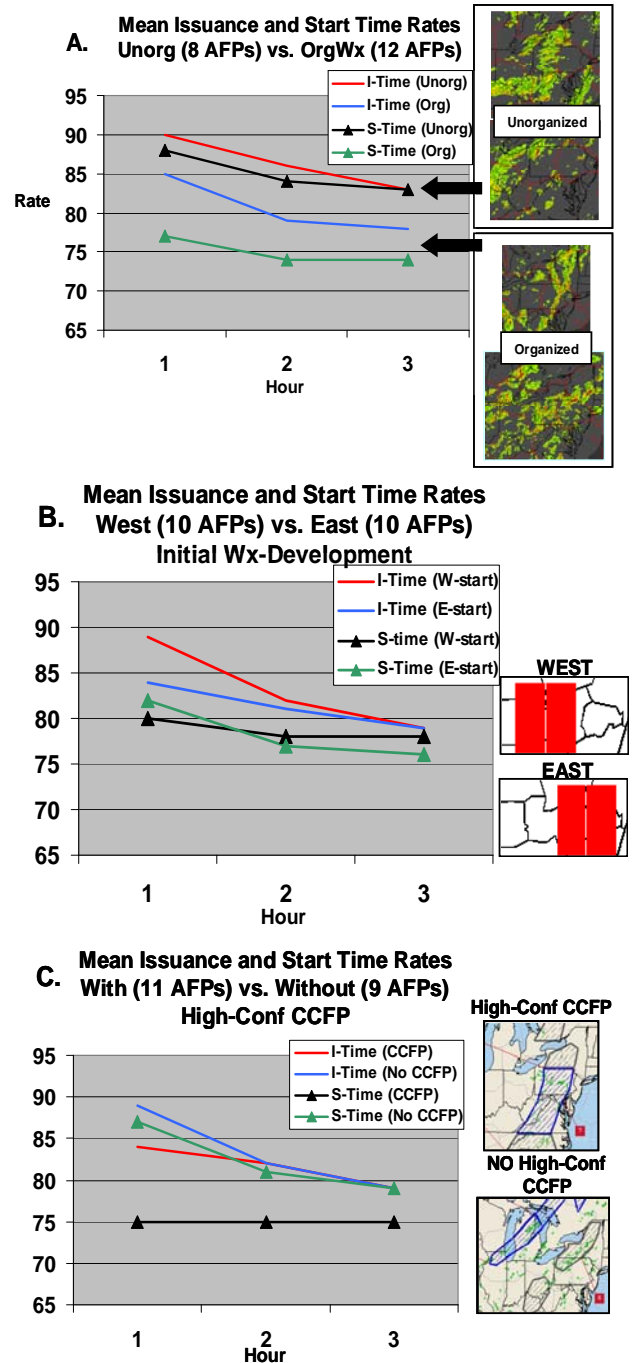 A.
Mean Issuance and Start Time Rates
Unorg (8 AFPs) vs. OrgWx (12 AFPs)
I-Time (Unorg)
I-Time (Org)
S-Time (Unorg)
S-Time (Org)
95
90
85
80
75
70
65
Rate
1
2
3
Hour
Unorganized
Organized
B.
Mean Issuance and Start Time Rates
West (10 AFPs) vs. East (10 AFPs)
Initial Wx-Development
I-Time (W-start)
I-Time (E-start)
S-time (W-start)
S-Time (E-start)
95
90
85
80
75
70
65
1
2
3
Hour
WEST
EAST
C.
Mean Issuance and Start Time Rates
With (11 AFPs) vs. Without (9 AFPs)
High-Conf CCFP
I-Time (CCFP)
I-Time (No CCFP)
S-Time (CCFP)
S-Time (No CCFP)
95
90
85
80
75
70
65
1
2
3
Hour
High-Conf CCFP
NO High-Conf
CCFP